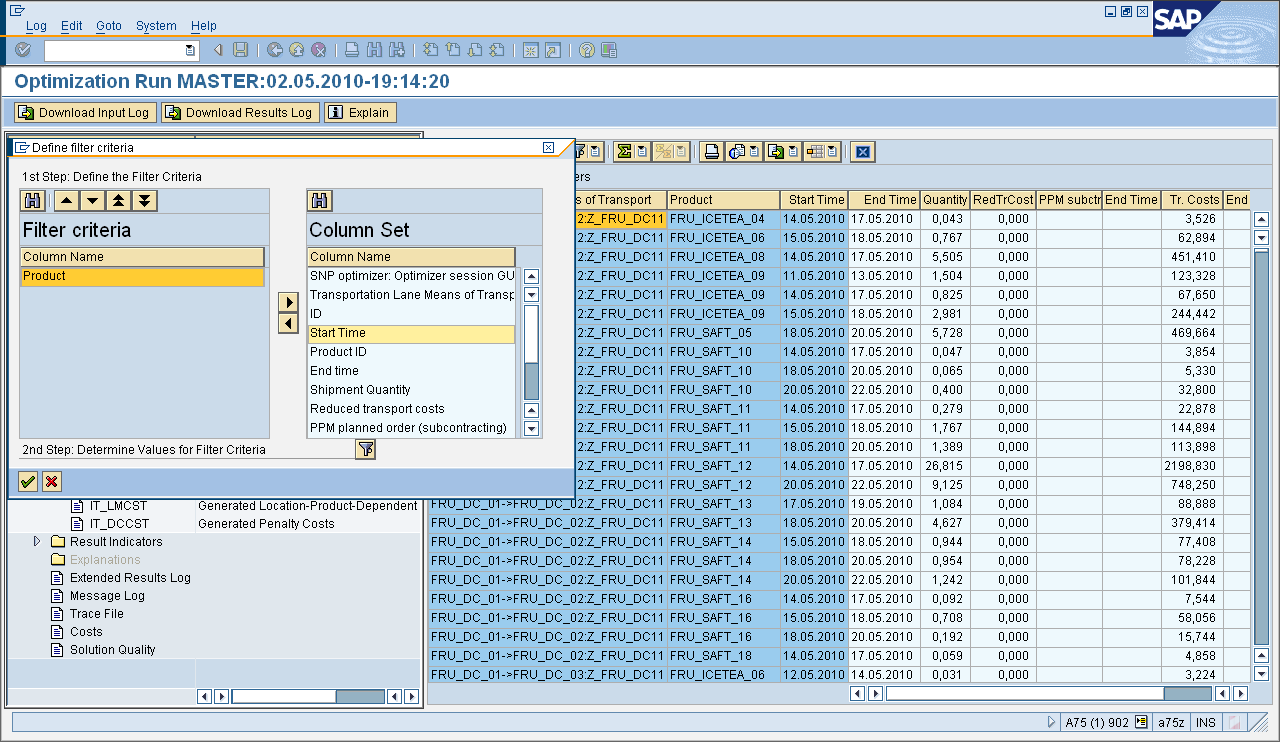 Log Edit Goto System Help
SAP
Optimization Run MASTER:02.05.2010-19:14:20
Download Input Log Download Results Log Explain
Define filter criteria
1st Step: Define the Filter Criteria
Filter criteria
Column Name
Product
Column Set
Column Name
SNP optimizer: Optimizer session GU
Transportation Lane Means of Transp
ID
Start Time
Product ID
End time
Shipment Quantity
Reduced transport costs
PPM planned order (subcontracting)
2nd Step: Determine Values for Filter Criteria
IT_LMCST Generated Location-Product-Dependent
IT_DCCST Generated Penalty Costs
Result Indicators
Explanations
Extended Results Log
Message Log
Trace File
Costs
Solution Quality
ers
s of Transport Product Start Time End Time Quantity RedTrCost PPM subctr End Time Tr. Costs End
2:Z_FRU_DC11 FRU_ICETEA_04 14.05.2010 17.05.2010 0,043 0,000 3,526
2:Z_FRU_DC11 FRU_ICETEA_06 15.05.2010 18.05.2010 0,767 0,000 62,894
2:Z_FRU_DC11 FRU_ICETEA_08 14.05.2010 17.05.2010 5,505 0,000 451,410
2:Z_FRU_DC11 FRU_ICETEA_09 11.05.2010 13.05.2010 1,504 0,000 123,328
2:Z_FRU_DC11 FRU_ICETEA_09 14.05.2010 17.05.2010 0,825 0,000 67,650
2:Z_FRU_DC11 FRU_ICETEA_09 15.05.2010 18.05.2010 2,981 0,000 244,442
2:Z_FRU_DC11 FRU_SAFT_05 18.05.2010 20.05.2010 5,728 0,000 469,664
2:Z_FRU_DC11 FRU_SAFT_10 14.05.2010 17.05.2010 0,047 0,000 3,854
2:Z_FRU_DC11 FRU_SAFT_10 18.05.2010 20.05.2010 0,065 0,000 5,330
2:Z_FRU_DC11 FRU_SAFT_10 20.05.2010 22.05.2010 0,400 0,000 32,800
2:Z_FRU_DC11 FRU_SAFT_11 14.05.2010 17.05.2010 0,279 0,000 22,878
2:Z_FRU_DC11 FRU_SAFT_11 15.05.2010 18.05.2010 1,767 0,000 144,894
2:Z_FRU_DC11 FRU_SAFT_11 18.05.2010 20.05.2010 1,389 0,000 113,898
2:Z_FRU_DC11 FRU_SAFT_12 14.05.2010 17.05.2010 26,815 0,000 2198,830
2:Z_FRU_DC11 FRU_SAFT_12 20.05.2010 22.05.2010 9,125 0,000 748,250
FRU_DC_01->FRU_DC_02:Z_FRU_DC11 FRU_SAFT_13 17.05.2010 19.05.2010 1,084 0,000 88,888
FRU_DC_01->FRU_DC_02:Z_FRU_DC11 FRU_SAFT_13 18.05.2010 20.05.2010 4,627 0,000 379,414
FRU_DC_01->FRU_DC_02:Z_FRU_DC11 FRU_SAFT_14 15.05.2010 18.05.2010 0,944 0,000 77,408
FRU_DC_01->FRU_DC_02:Z_FRU_DC11 FRU_SAFT_14 18.05.2010 20.05.2010 0,954 0,000 78,228
FRU_DC_01->FRU_DC_02:Z_FRU_DC11 FRU_SAFT_14 20.05.2010 22.05.2010 1,242 0,000 101,844
FRU_DC_01->FRU_DC_02:Z_FRU_DC11 FRU_SAFT_16 14.05.2010 17.05.2010 0,092 0,000 7,544
FRU_DC_01->FRU_DC_02:Z_FRU_DC11 FRU_SAFT_16 15.05.2010 18.05.2010 0,708 0,000 58,056
FRU_DC_01->FRU_DC_02:Z_FRU_DC11 FRU_SAFT_16 18.05.2010 20.05.2010 0,192 0,000 15,744
FRU_DC_01->FRU_DC_02:Z_FRU_DC11 FRU_SAFT_18 14.05.2010 17.05.2010 0,059 0,000 4,858
FRU_DC_01->FRU_DC_03:Z_FRU_DC11 FRU_ICETEA_06 12.05.2010 14.05.2010 0,031 0,000 3,224
A75 (1) 902 a75z INS